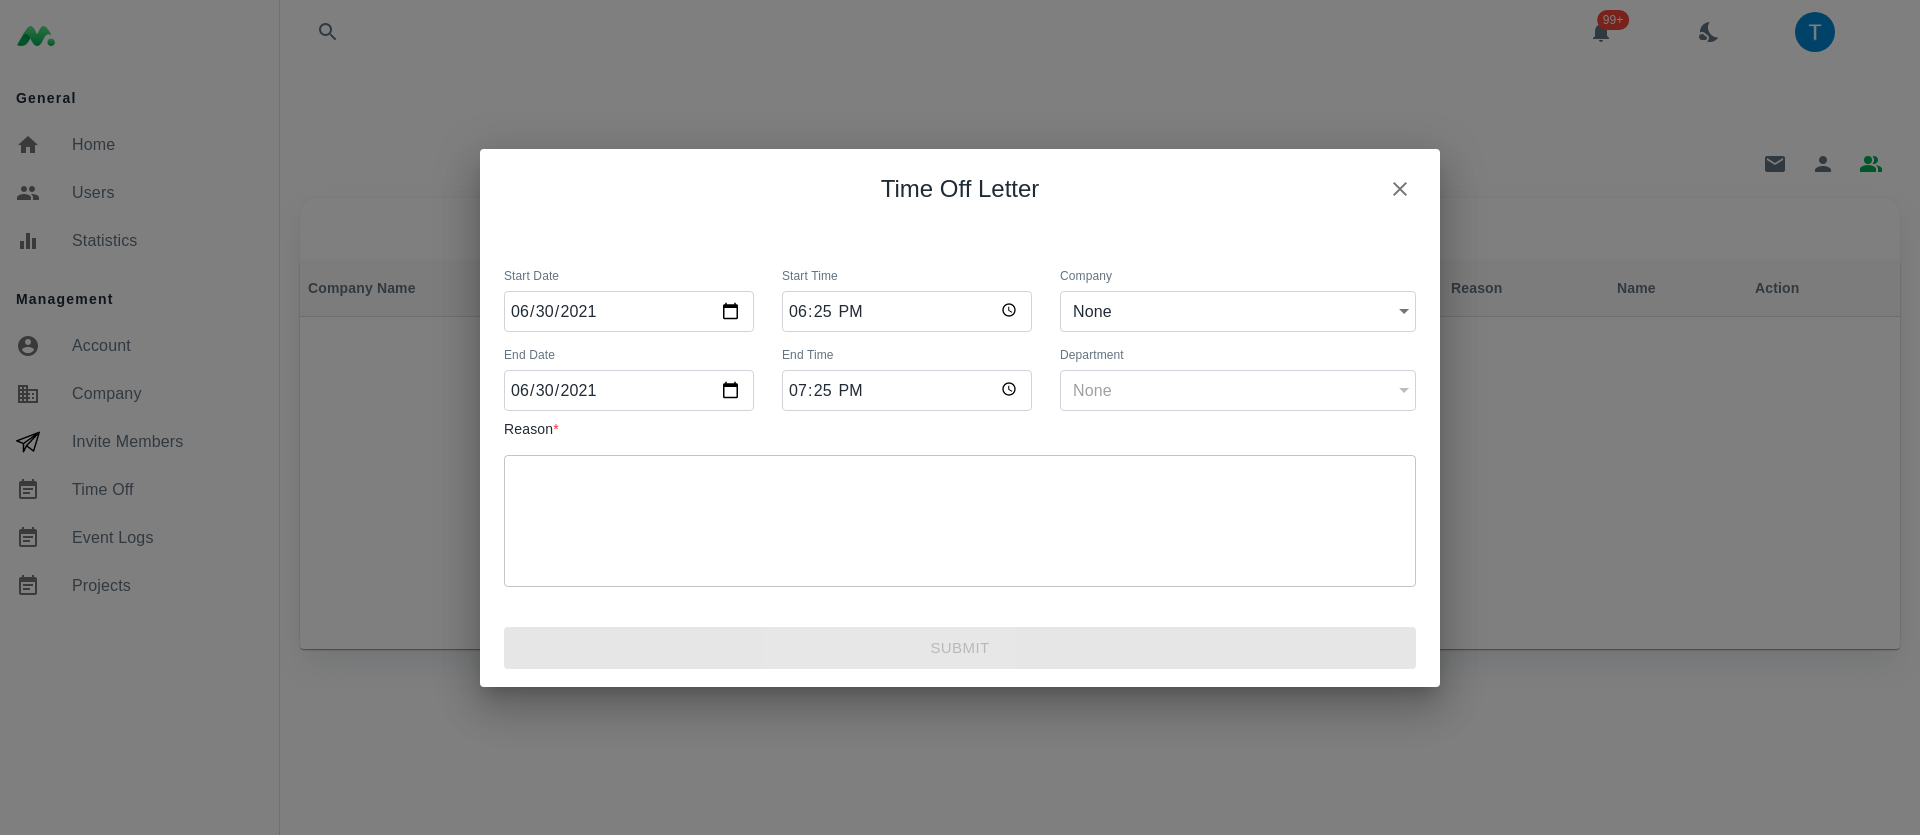 99+
T
General
Home
Users
Statistics
Management
Account
Company
Invite Members
Time Off
Event Logs
Projects
Company Name
Reason
Name
Action
Time Off Letter
Start Date
Start Time
Company
06/30/2021
06:25 PM
None
End Date
End Time
Department
06/30/2021
07:25 PM
None
Reason*
SUBMIT